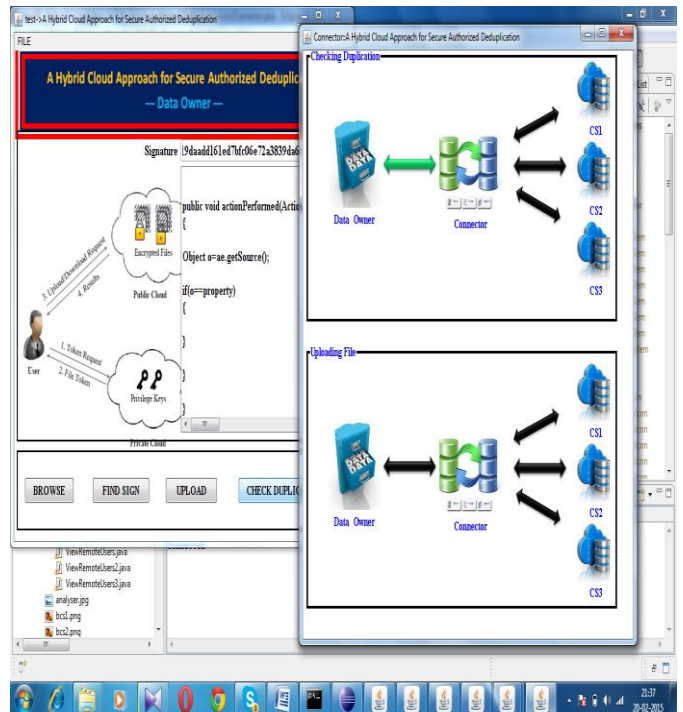 test->A Hybrid Cloud Approach for Secure Authorized Deduplication
FILE
A Hybrid Cloud Approach for Secure Authorized Deduplic
--- Data Owner ---
Signature
public void actionPerformed(Actio
{
Object o=ae.getSource();
if(o==property)
{
}
}
}
Encrypted Files
Public Cloud
3. Upload/Download Request
4. Results
User
1. Token Request
2. File Token
Privilege Keys
Private Cloud
BROWSE
FIND SIGN
UPLOAD
CHECK DUPLIC
Connector:A Hybrid Cloud Approach for Secure Authorized Deduplication
Checking Duplication
DATA
DATA
Data Owner
Connector
CS1
CS2
CS3
Uploading File
DATA
DATA
Data Owner
Connector
CS1
CS2
CS3
ViewRemoteUsers.java
ViewRemoteUsers2.java
ViewRemoteUsers3.java
analyser.jpg
bcs1.png
bcs2.png
21:37
20-02-2015